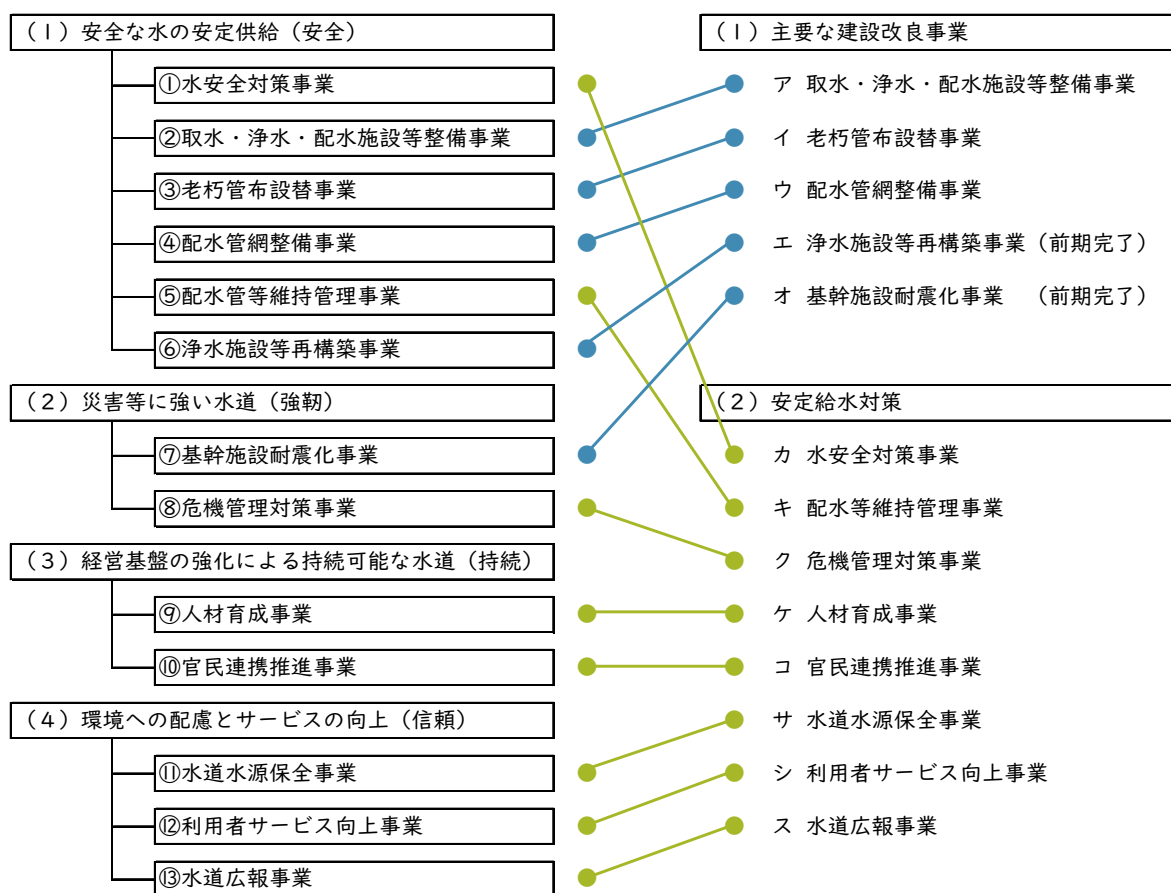 （1）安全な水の安定供給（安全）
①水安全対策事業
②取水・浄水・配水施設等整備事業
③老朽管布設替事業
④配水管網整備事業
⑤配水管等維持管理事業
⑥浄水施設等再構築事業
（2）災害等に強い水道（強靭）
⑦基幹施設耐震化事業
⑧危機管理対策事業
（3）経営基盤の強化による持続可能な水道（持続）
⑨人材育成事業
⑩官民連携推進事業
（4）環境への配慮とサービスの向上（信頼）
⑪水道水源保全事業
⑫利用者サービス向上事業
⑬水道広報事業
（1）主要な建設改良事業
ア 取水・浄水・配水施設等整備事業
イ 老朽管布設替事業
ウ 配水管網整備事業
エ 浄水施設等再構築事業（前期完了）
オ 基幹施設耐震化事業　（前期完了）
（2）安定給水対策
カ 水安全対策事業
キ 配水等維持管理事業
ク 危機管理対策事業
ケ 人材育成事業
コ 官民連携推進事業
サ 水道水源保全事業
シ 利用者サービス向上事業
ス 水道広報事業